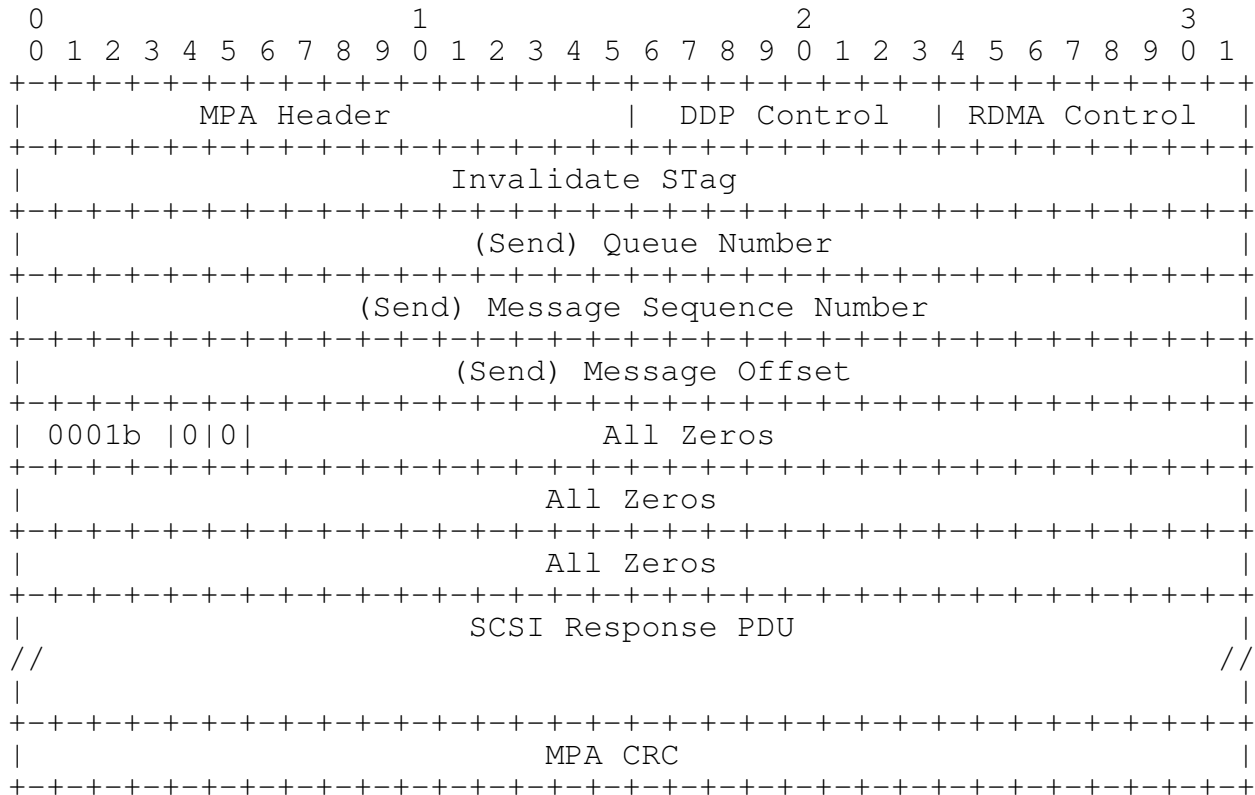 0                   1                   2                   3
 0 1 2 3 4 5 6 7 8 9 0 1 2 3 4 5 6 7 8 9 0 1 2 3 4 5 6 7 8 9 0 1
+-+-+-+-+-+-+-+-+-+-+-+-+-+-+-+-+-+-+-+-+-+-+-+-+-+-+-+-+-+-+-+-+
|         MPA Header            |  DDP Control  | RDMA Control  |
+-+-+-+-+-+-+-+-+-+-+-+-+-+-+-+-+-+-+-+-+-+-+-+-+-+-+-+-+-+-+-+-+
|                      Invalidate STag                          |
+-+-+-+-+-+-+-+-+-+-+-+-+-+-+-+-+-+-+-+-+-+-+-+-+-+-+-+-+-+-+-+-+
|                       (Send) Queue Number                     |
+-+-+-+-+-+-+-+-+-+-+-+-+-+-+-+-+-+-+-+-+-+-+-+-+-+-+-+-+-+-+-+-+
|                 (Send) Message Sequence Number                |
+-+-+-+-+-+-+-+-+-+-+-+-+-+-+-+-+-+-+-+-+-+-+-+-+-+-+-+-+-+-+-+-+
|                      (Send) Message Offset                    |
+-+-+-+-+-+-+-+-+-+-+-+-+-+-+-+-+-+-+-+-+-+-+-+-+-+-+-+-+-+-+-+-+
| 0001b |0|0|                  All Zeros                        |
+-+-+-+-+-+-+-+-+-+-+-+-+-+-+-+-+-+-+-+-+-+-+-+-+-+-+-+-+-+-+-+-+
|                           All Zeros                           |
+-+-+-+-+-+-+-+-+-+-+-+-+-+-+-+-+-+-+-+-+-+-+-+-+-+-+-+-+-+-+-+-+
|                           All Zeros                           |
+-+-+-+-+-+-+-+-+-+-+-+-+-+-+-+-+-+-+-+-+-+-+-+-+-+-+-+-+-+-+-+-+
|                       SCSI Response PDU                       |
//                                                             //
|                                                               |
+-+-+-+-+-+-+-+-+-+-+-+-+-+-+-+-+-+-+-+-+-+-+-+-+-+-+-+-+-+-+-+-+
|                           MPA CRC                             |
+-+-+-+-+-+-+-+-+-+-+-+-+-+-+-+-+-+-+-+-+-+-+-+-+-+-+-+-+-+-+-+-+